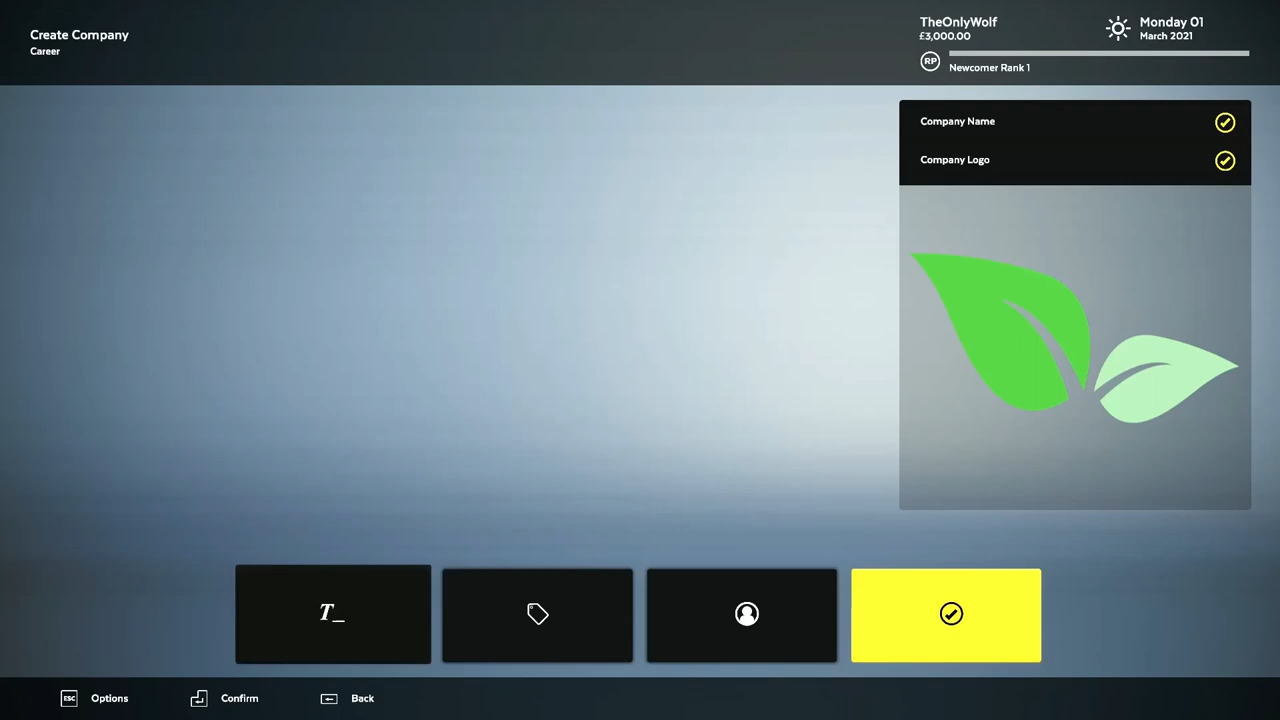 Create Company
Career
TheOnlyWolf
£3,000.00
Monday 01
March 2021
RP
Newcomer Rank 1
Company Name
Company Logo
T_
ESC Options
Confirm
Back